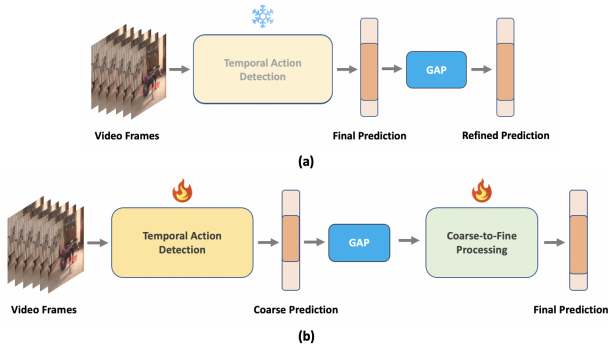 Temporal Action
Detection
GAP
Video Frames
Final Prediction
Refined Prediction
(a)
Temporal Action
Detection
GAP
Coarse-to-Fine
Processing
Video Frames
Coarse Prediction
Final Prediction
(b)